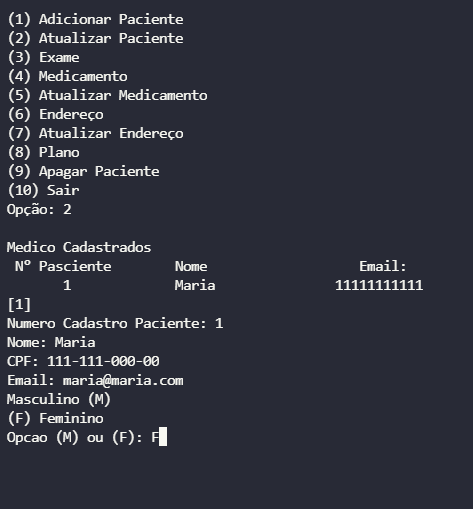 (1) Adicionar Paciente
(2) Atualizar Paciente
(3) Exame
(4) Medicamento
(5) Atualizar Medicamento
(6) Endereço
(7) Atualizar Endereço
(8) Plano
(9) Apagar Paciente
(10) Sair
Opção: 2
Medico Cadastrados
Nº Pasciente Nome Email:
1 Maria 11111111111
[1]
Numero Cadastro Paciente: 1
Nome: Maria
CPF: 111-111-000-00
Email: maria@maria.com
Masculino (M)
(F) Feminino
Opcao (M) ou (F): F